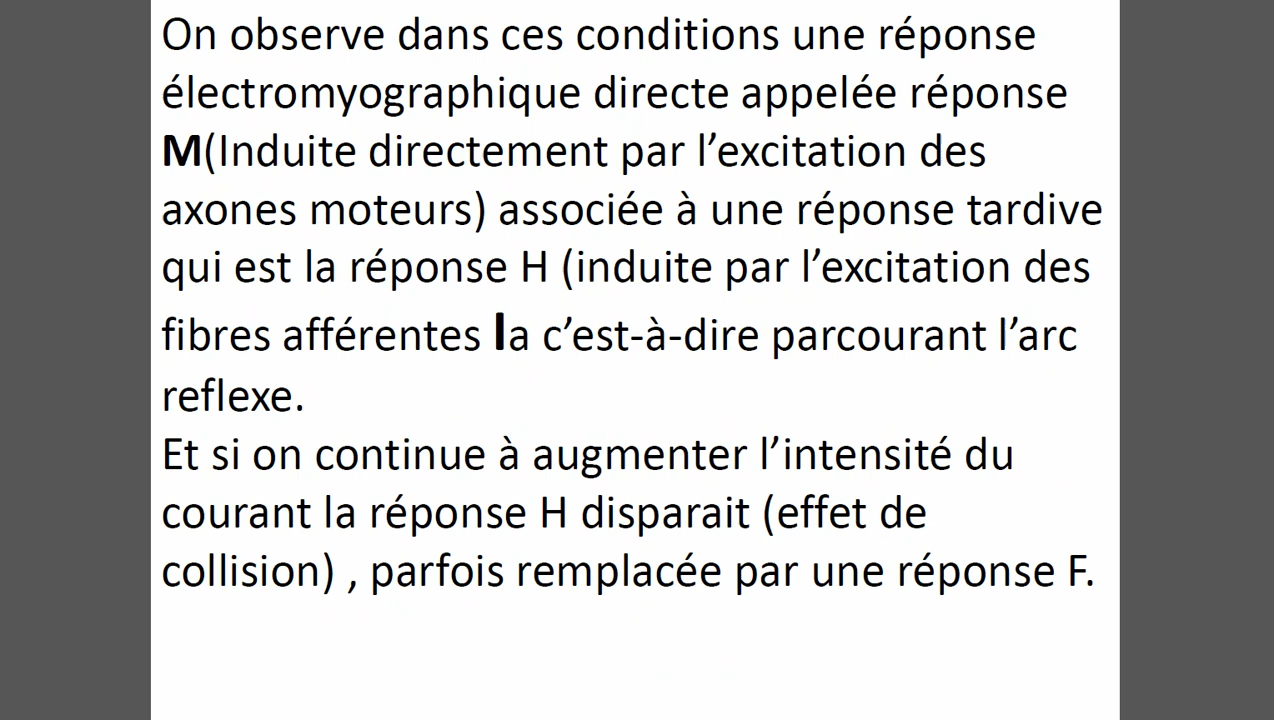 On observe dans ces conditions une réponse
électromyographique directe appelée réponse
M(Induite directement par l’excitation des
axones moteurs) associée à une réponse tardive
qui est la réponse H (induite par l’excitation des
fibres afférentes Ia c’est-à-dire parcourant l’arc
reflexe.
Et si on continue à augmenter l’intensité du
courant la réponse H disparait (effet de
collision) , parfois remplacée par une réponse F.